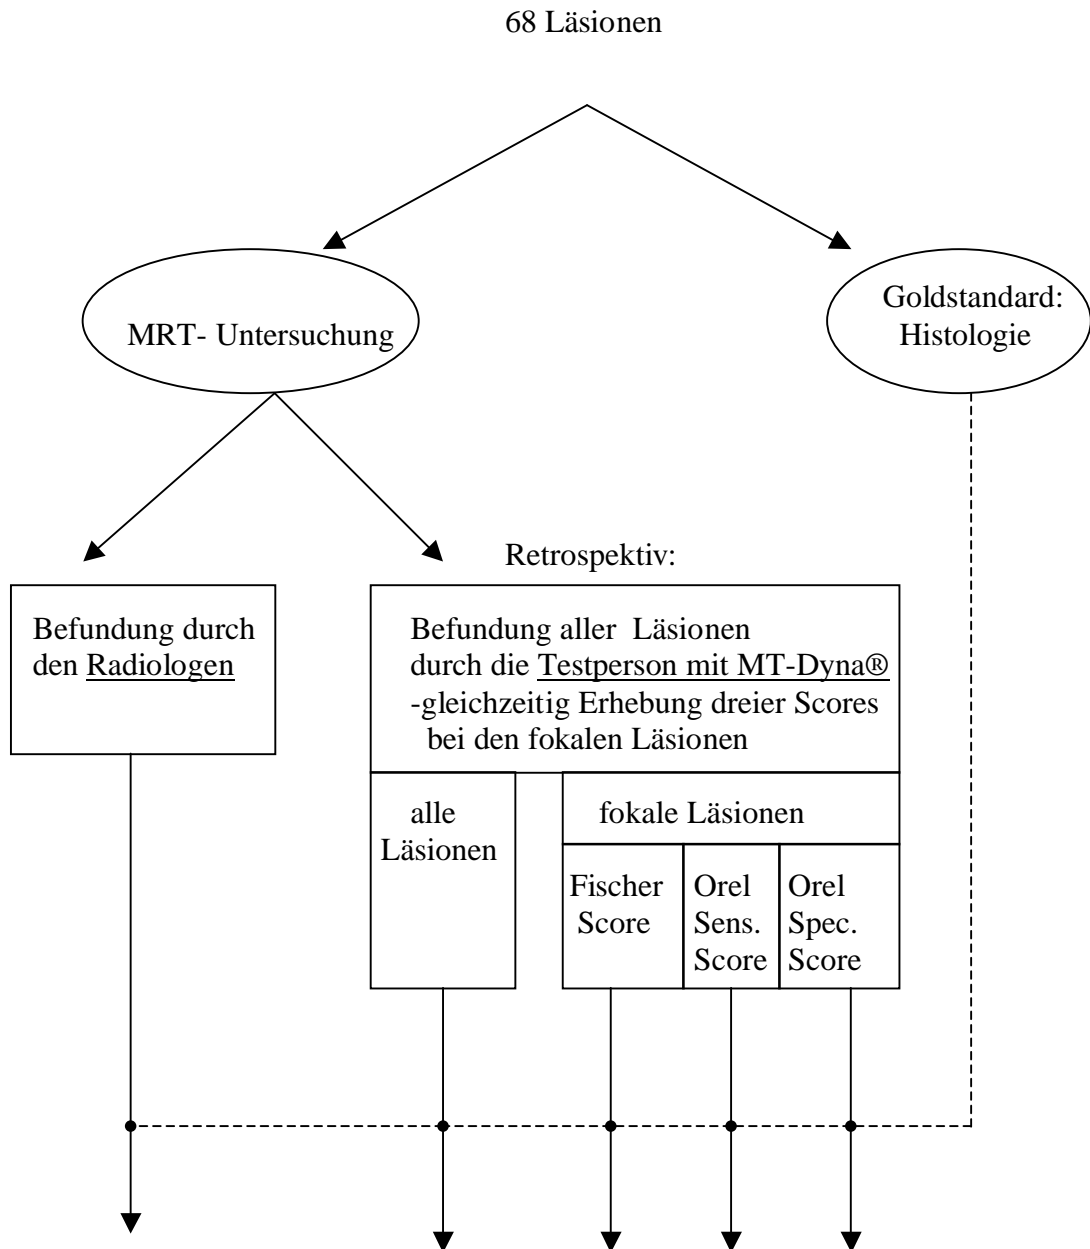 68 Läsionen
MRT- Untersuchung
Goldstandard:
Histologie
Befundung durch
den Radiologen
Retrospektiv:
Befundung aller Läsionen
durch die Testperson mit MT-Dyna®
-gleichzeitig Erhebung dreier Scores
bei den fokalen Läsionen
alle
Läsionen
fokale Läsionen
Fischer
Score
Orel
Sens.
Score
Orel
Spec.
Score